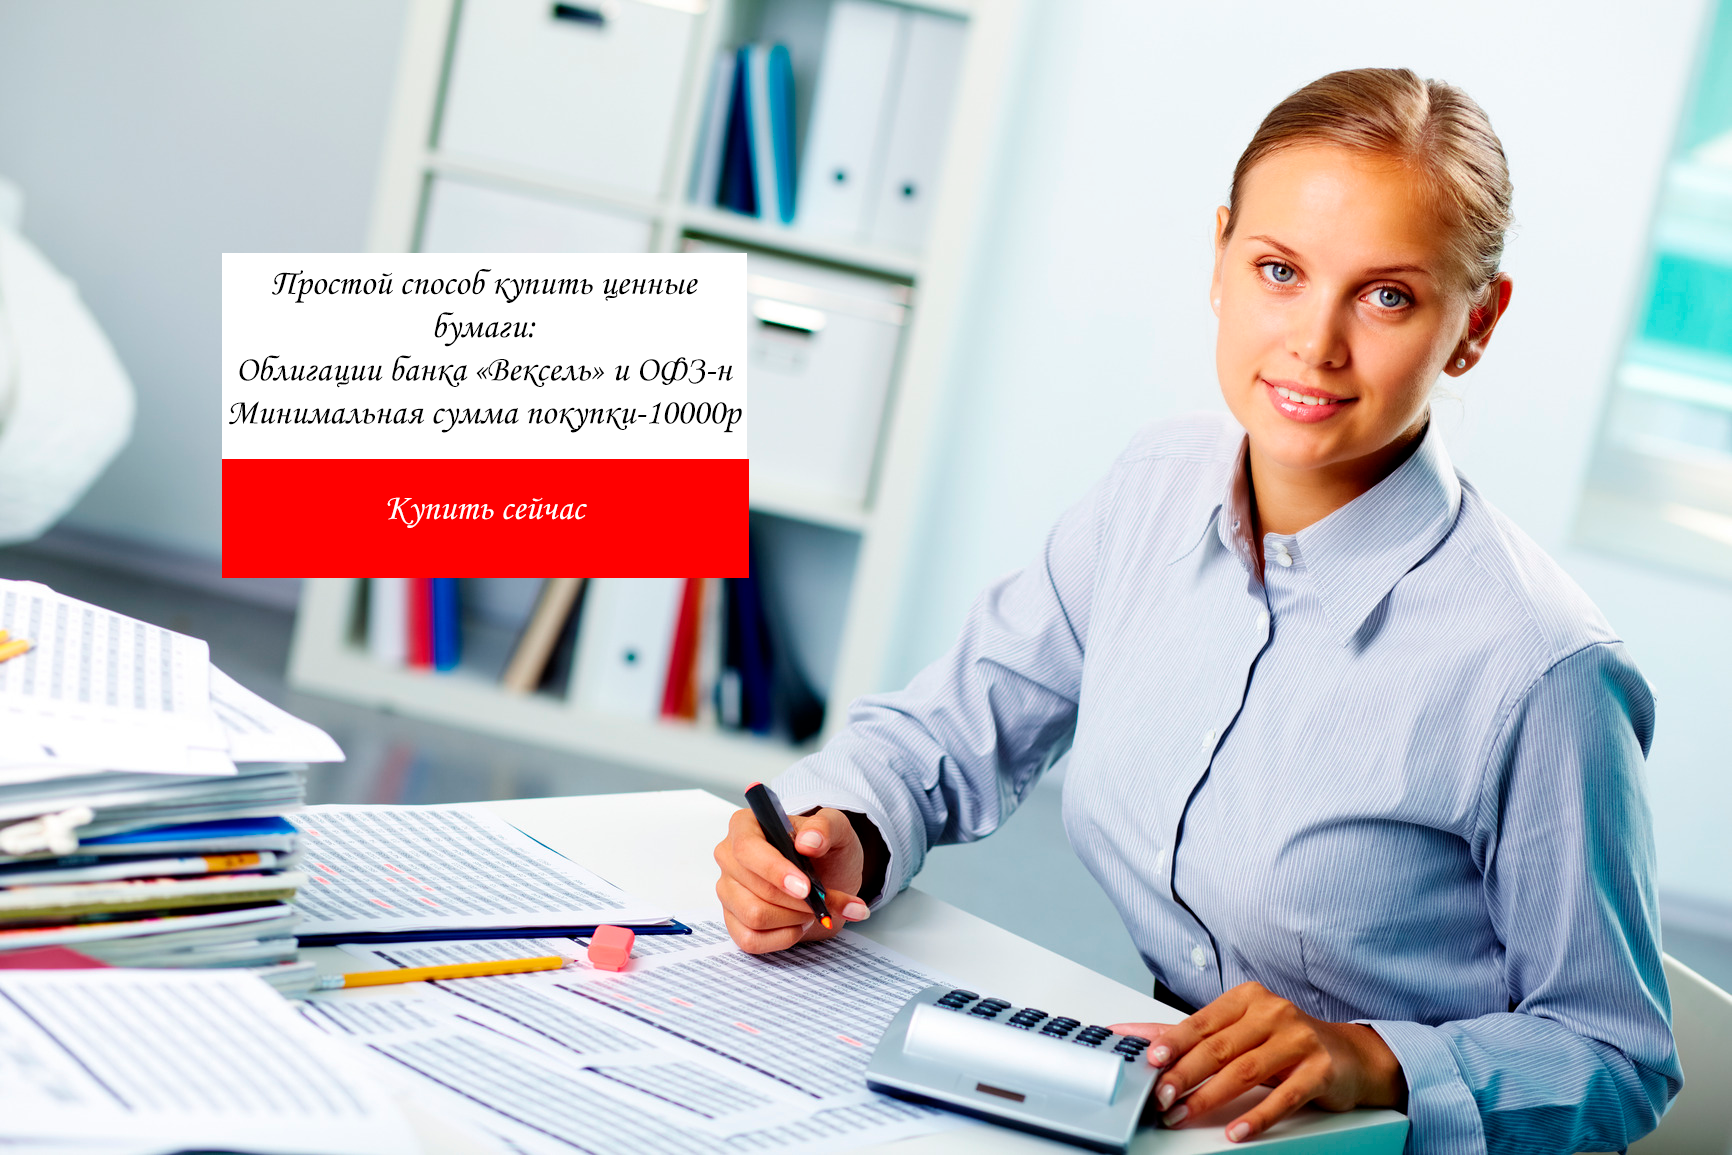 Простой способ купить ценные
бумаги:
Облигации банка «Вексель» и ОФЗ-н
Минимальная сумма покупки-10000р
Купить сейчас